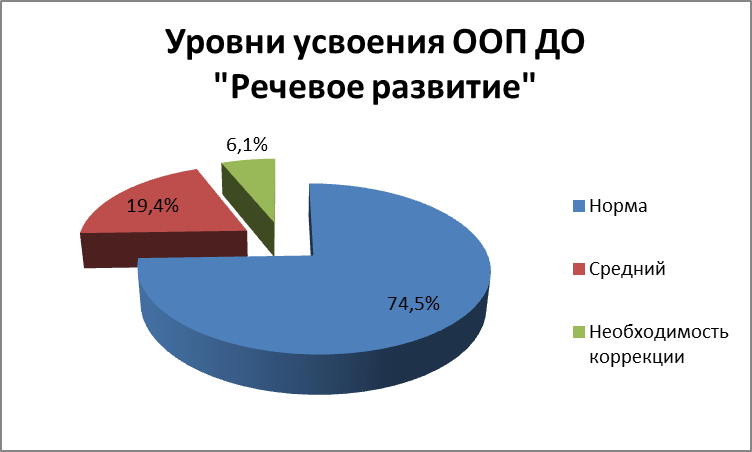 Уровни усвоения ООП ДО
"Речевое развитие"
6,1%
19,4%
74,5%
Норма
Средний
Необходимость
коррекции